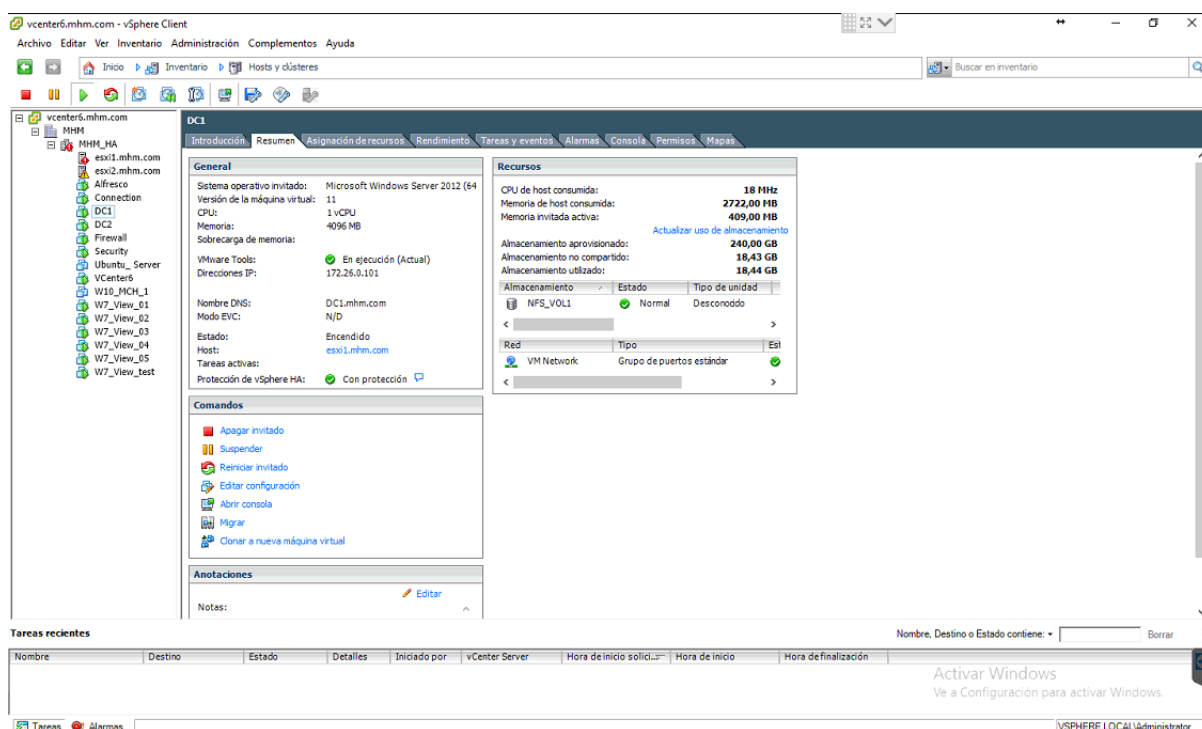 vcenter6.mhm.com - vSphere Client
Archivo Editar Ver Inventario Administración Complementos Ayuda
Inicio Inventario Hosts y clústeres
Buscar en inventario
vcenter6.mhm.com
MHM
MHM_HA
esxi1.mhm.com
esxi2.mhm.com
Alfresco
Connection
DC1
DC2
Firewall
Security
Ubuntu_ Server
VCenter6
W10_MCH_1
W7_View_01
W7_View_02
W7_View_03
W7_View_04
W7_View_05
W7_View_test
DC1
Introducción Resumen Asignación de recursos Rendimiento Tareas y eventos Alarmas Consola Permisos Mapas
General
Sistema operativo invitado: Microsoft Windows Server 2012 (64
Versión de la máquina virtual: 11
CPU: 1 vCPU
Memoria: 4096 MB
Sobrecarga de memoria:
VMware Tools: En ejecución (Actual)
Direcciones IP: 172.26.0.101
Nombre DNS: DC1.mhm.com
Modo EVC: N/D
Estado: Encendido
Host: esxi1.mhm.com
Tareas activas:
Protección de vSphere HA: Con protección
Comandos
Apagar invitado
Suspender
Reiniciar invitado
Editar configuración
Abrir consola
Migrar
Clonar a nueva máquina virtual
Anotaciones
Editar
Notas:
Recursos
CPU de host consumida: 18 MHz
Memoria de host consumida: 2722,00 MB
Memoria invitada activa: 409,00 MB
Actualizar uso de almacenamiento
Almacenamiento aprovisionado: 240,00 GB
Almacenamiento no compartido: 18,43 GB
Almacenamiento utilizado: 18,44 GB
Almacenamiento Estado Tipo de unidad
NFS_VOL1 Normal Desconocido
Red Tipo Est
VM Network Grupo de puertos estándar
Tareas recientes
Nombre, Destino o Estado contiene: Borrar
Nombre Destino Estado Detalles Iniciado por vCenter Server Hora de inicio solici... Hora de inicio Hora de finalización
Activar Windows
Ve a Configuración para activar Windows.
Tareas Alarmas
VSPHERE.LOCAL\Administrator